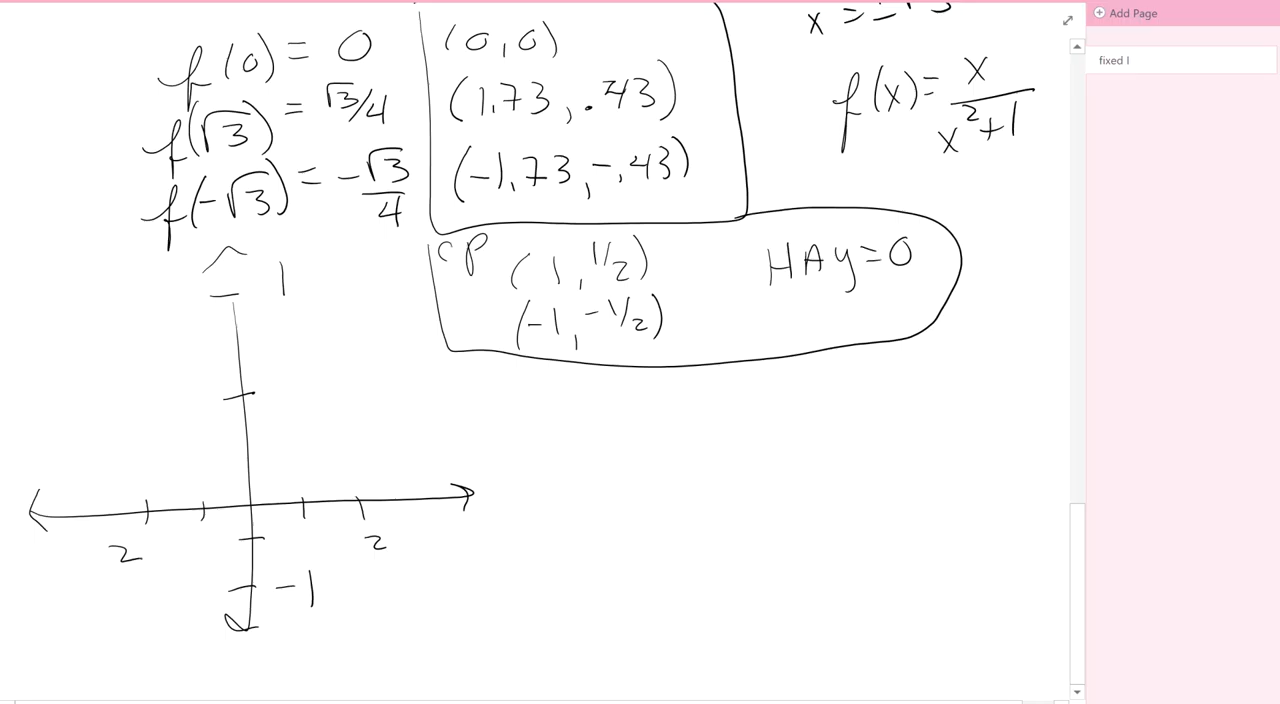 f(0) = 0
f(√3) = √3/4
f(-√3) = -√3/4
(0,0)
(1.73, .43)
(-1.73, -.43)
x = ±√3
f(x) = x/(x²+1)
CP (1, 1/2)
(-1, -1/2)
HA y=0
1
2
2
-1
Add Page
fixed I